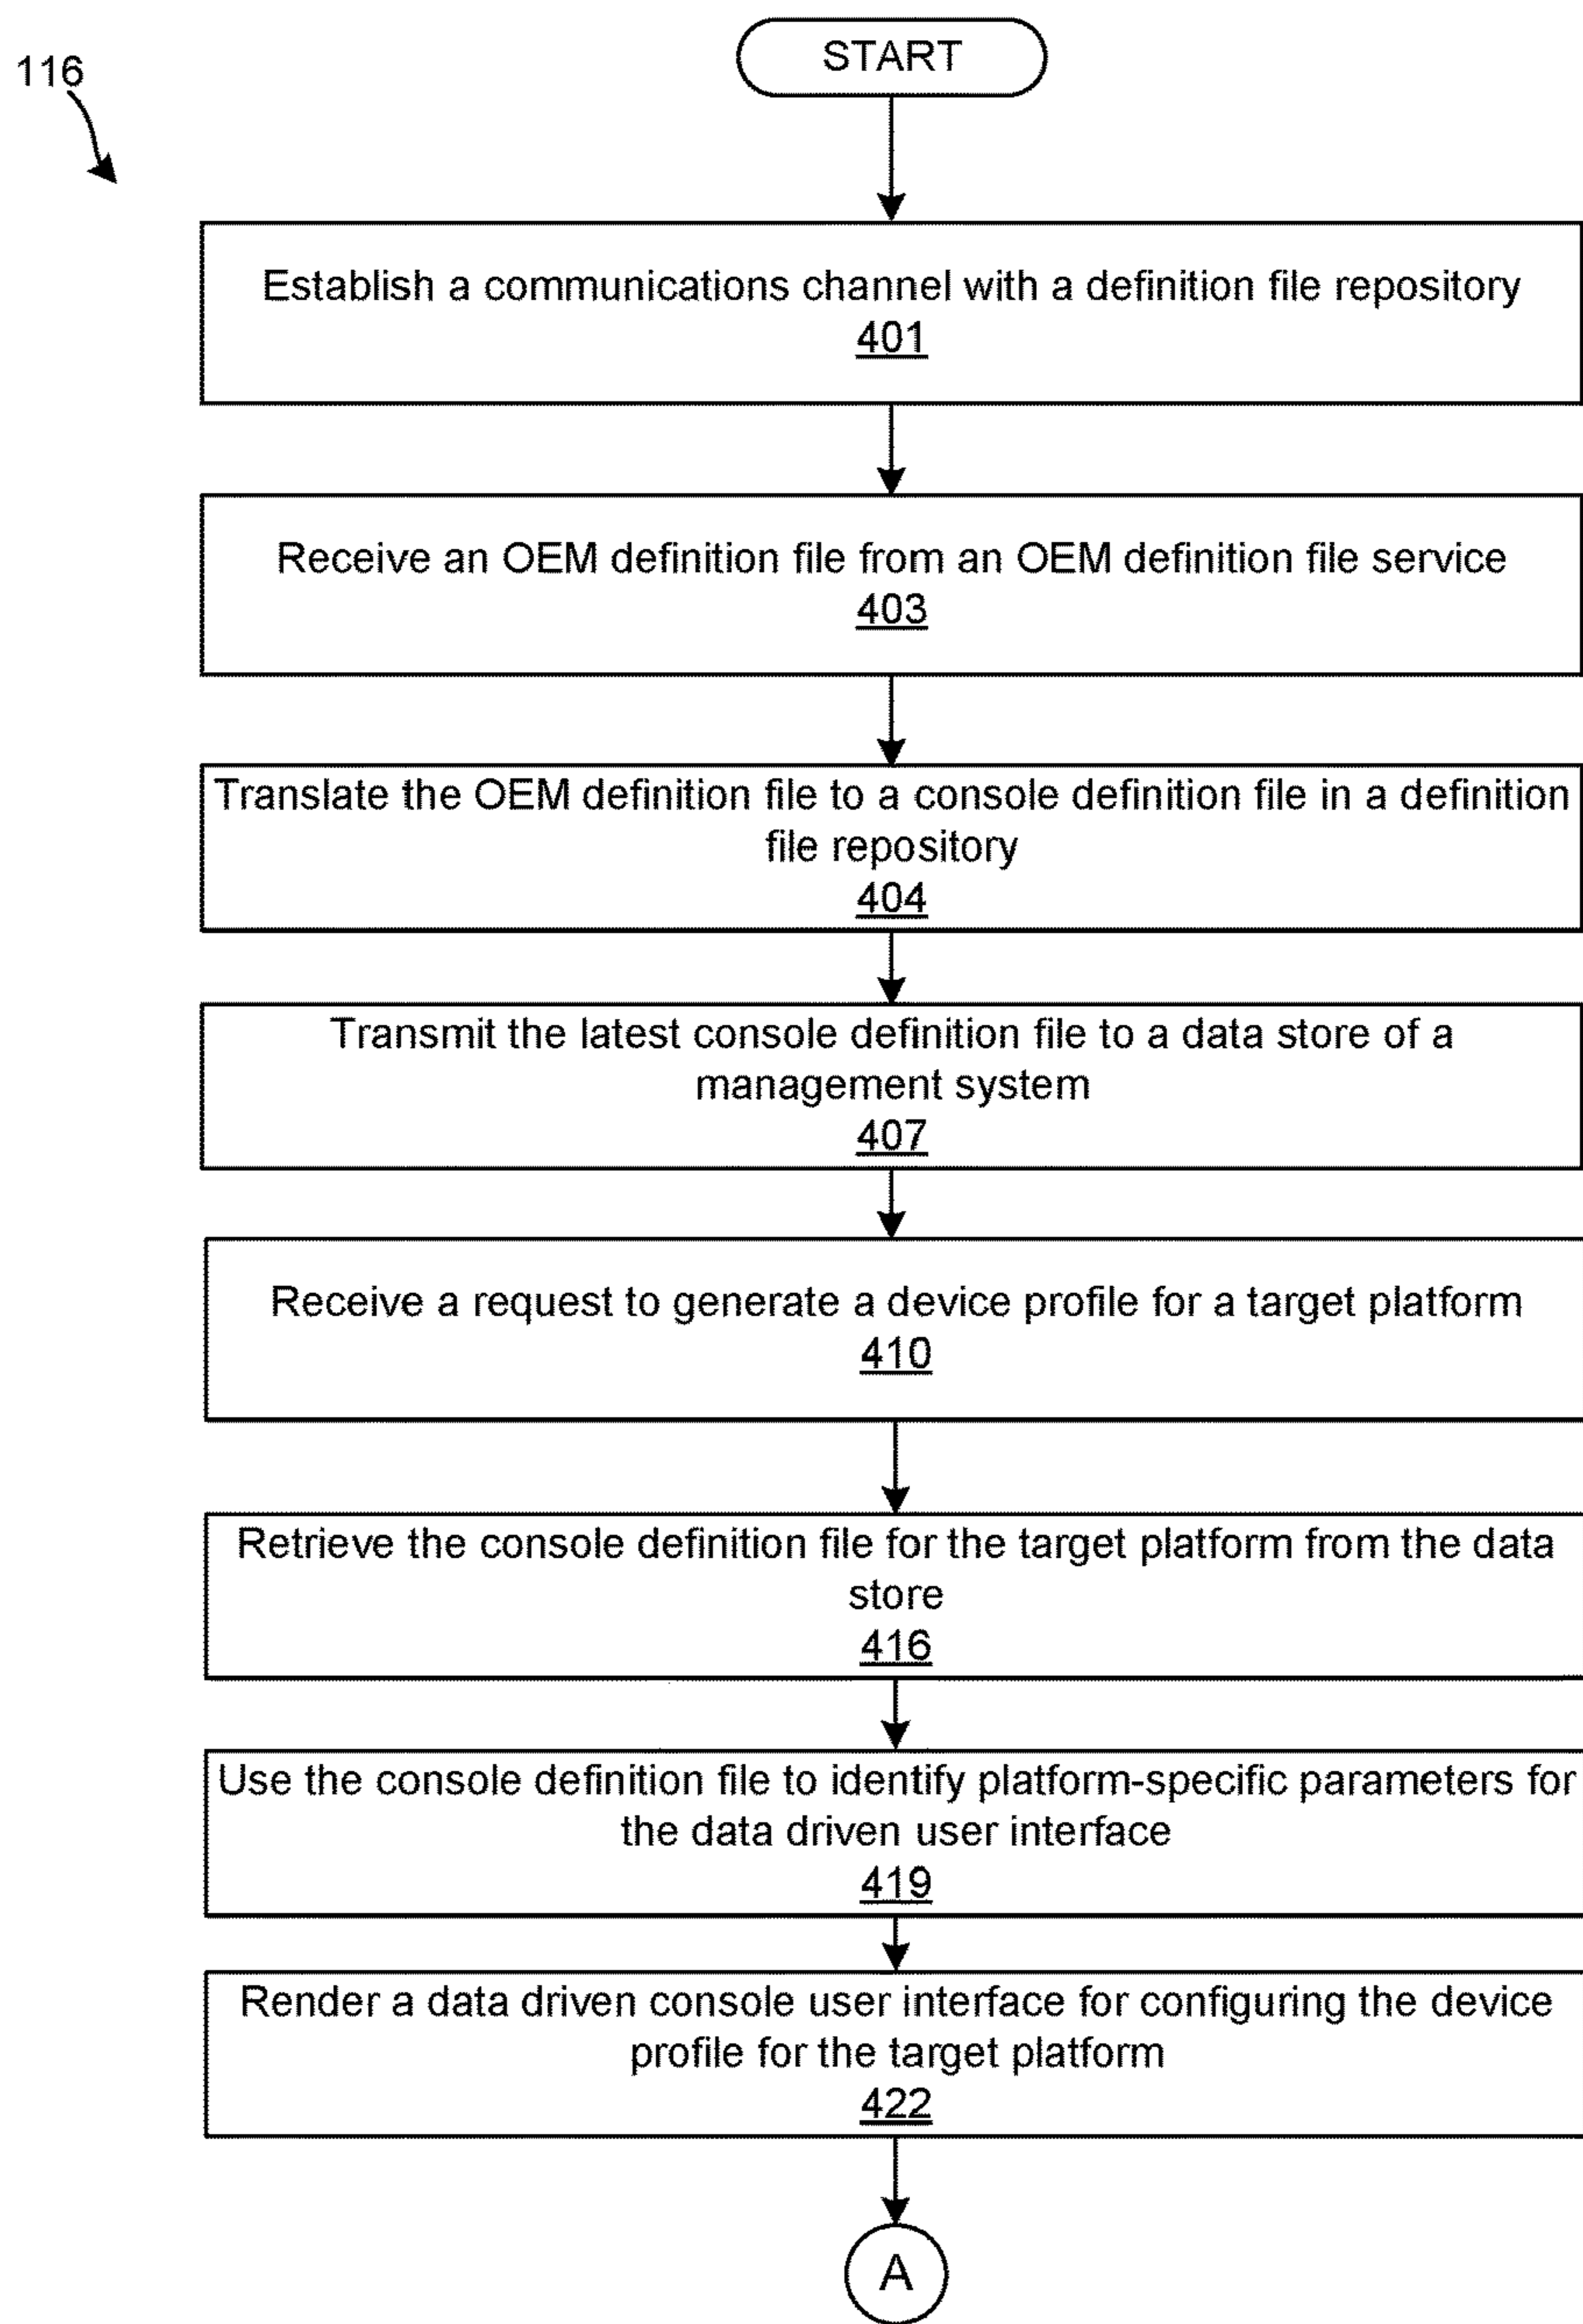 START
116
Establish a communications channel with a definition file repository
401
Receive an OEM definition file from an OEM definition file service
403
Translate the OEM definition file to a console definition file in a definition
file repository
404
Transmit the latest console definition file to a data store of a
management system
407
Receive a request to generate a device profile for a target platform
410
Retrieve the console definition file for the target platform from the data
store
416
Use the console definition file to identify platform-specific parameters for
the data driven user interface
419
Render a data driven console user interface for configuring the device
profile for the target platform
422
A